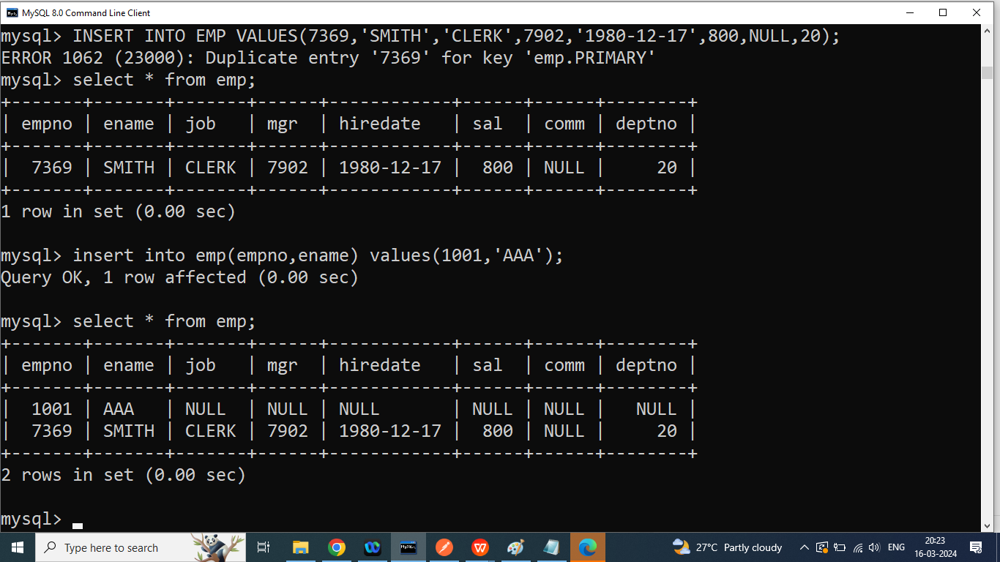 MySQL 8.0 Command Line Client
mysql> INSERT INTO EMP VALUES(7369,'SMITH','CLERK',7902,'1980-12-17',800,NULL,20);
ERROR 1062 (23000): Duplicate entry '7369' for key 'emp.PRIMARY'
mysql> select * from emp;
+-------+-------+-------+------+------------+------+------+--------+
| empno | ename | job   | mgr  | hiredate   | sal  | comm | deptno |
+-------+-------+-------+------+------------+------+------+--------+
|  7369 | SMITH | CLERK | 7902 | 1980-12-17 |  800 | NULL |     20 |
+-------+-------+-------+------+------------+------+------+--------+
1 row in set (0.00 sec)

mysql> insert into emp(empno,ename) values(1001,'AAA');
Query OK, 1 row affected (0.00 sec)

mysql> select * from emp;
+-------+-------+-------+------+------------+------+------+--------+
| empno | ename | job   | mgr  | hiredate   | sal  | comm | deptno |
+-------+-------+-------+------+------------+------+------+--------+
|  1001 | AAA   | NULL  | NULL | NULL       | NULL | NULL |   NULL |
|  7369 | SMITH | CLERK | 7902 | 1980-12-17 |  800 | NULL |     20 |
+-------+-------+-------+------+------------+------+------+--------+
2 rows in set (0.00 sec)

mysql>
Type here to search
MySQL
27°C Partly cloudy
ENG
20:23
16-03-2024